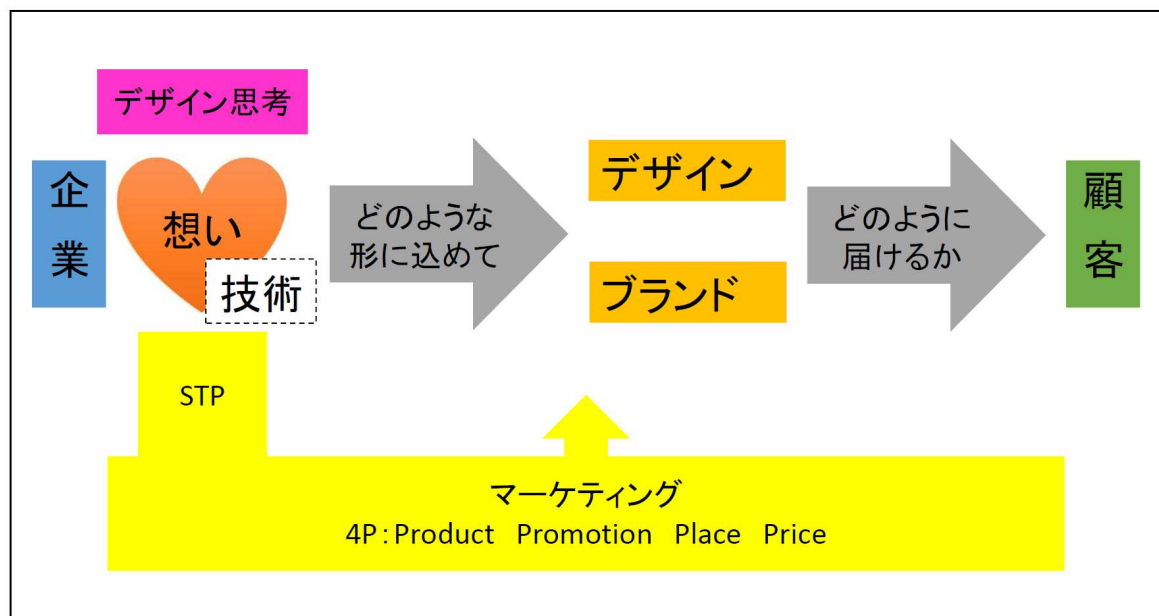 デザイン思考
企業
想い
技術
どのような
形に込めて
デザイン
ブランド
どのように
届けるか
顧客
STP
マーケティング
4P：Product　Promotion　Place　Price